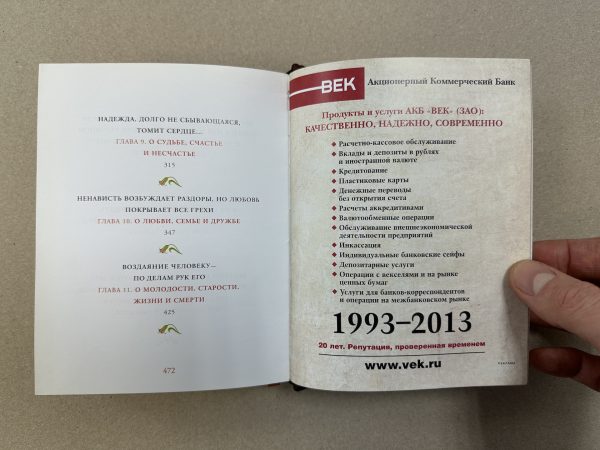 НАДЕЖДА, ДОЛГО НЕ СБЫВАЮЩАЯСЯ,
ТОМИТ СЕРДЦЕ...
ГЛАВА 9. О СУДЬБЕ, СЧАСТЬЕ
И НЕСЧАСТЬЕ
315
НЕНАВИСТЬ ВОЗБУЖДАЕТ РАЗДОРЫ, НО ЛЮБОВЬ
ПОКРЫВАЕТ ВСЕ ГРЕХИ
ГЛАВА 10. О ЛЮБВИ, СЕМЬЕ И ДРУЖБЕ
347
ВОЗДАЯНИЕ ЧЕЛОВЕКУ—
ПО ДЕЛАМ РУК ЕГО
ГЛАВА 11. О МОЛОДОСТИ, СТАРОСТИ,
ЖИЗНИ И СМЕРТИ
425
472
ВЕК Акционерный Коммерческий Банк
Продукты и услуги АКБ «ВЕК» (ЗАО):
КАЧЕСТВЕННО, НАДЕЖНО, СОВРЕМЕННО
Расчетно-кассовое обслуживание
Вклады и депозиты в рублях
и иностранной валюте
Кредитование
Пластиковые карты
Денежные переводы
без открытия счета
Расчеты аккредитивами
Валютообменные операции
Обслуживание внешнеэкономической
деятельности предприятий
Инкассация
Индивидуальные банковские сейфы
Депозитарные услуги
Операции с векселями и на рынке
ценных бумаг
Услуги для банков-корреспондентов
и операции на межбанковском рынке
1993–2013
20 лет. Репутация, проверенная временем
www.vek.ru
РЕКЛАМА